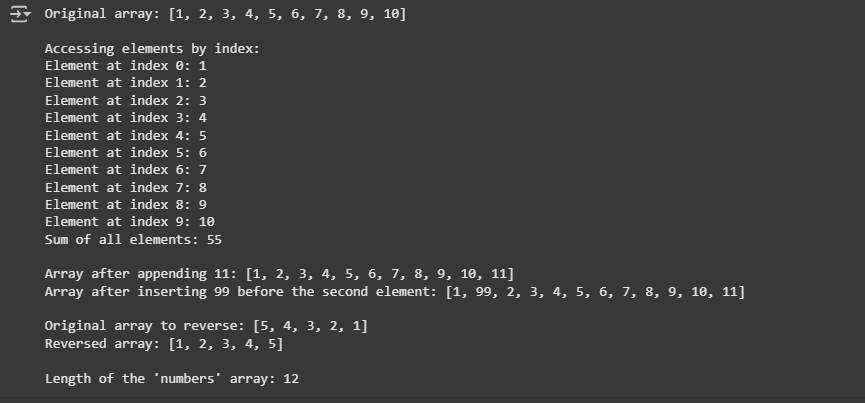 Original array: [1, 2, 3, 4, 5, 6, 7, 8, 9, 10]
Accessing elements by index:
Element at index 0: 1
Element at index 1: 2
Element at index 2: 3
Element at index 3: 4
Element at index 4: 5
Element at index 5: 6
Element at index 6: 7
Element at index 7: 8
Element at index 8: 9
Element at index 9: 10
Sum of all elements: 55
Array after appending 11: [1, 2, 3, 4, 5, 6, 7, 8, 9, 10, 11]
Array after inserting 99 before the second element: [1, 99, 2, 3, 4, 5, 6, 7, 8, 9, 10, 11]
Original array to reverse: [5, 4, 3, 2, 1]
Reversed array: [1, 2, 3, 4, 5]
Length of the 'numbers' array: 12